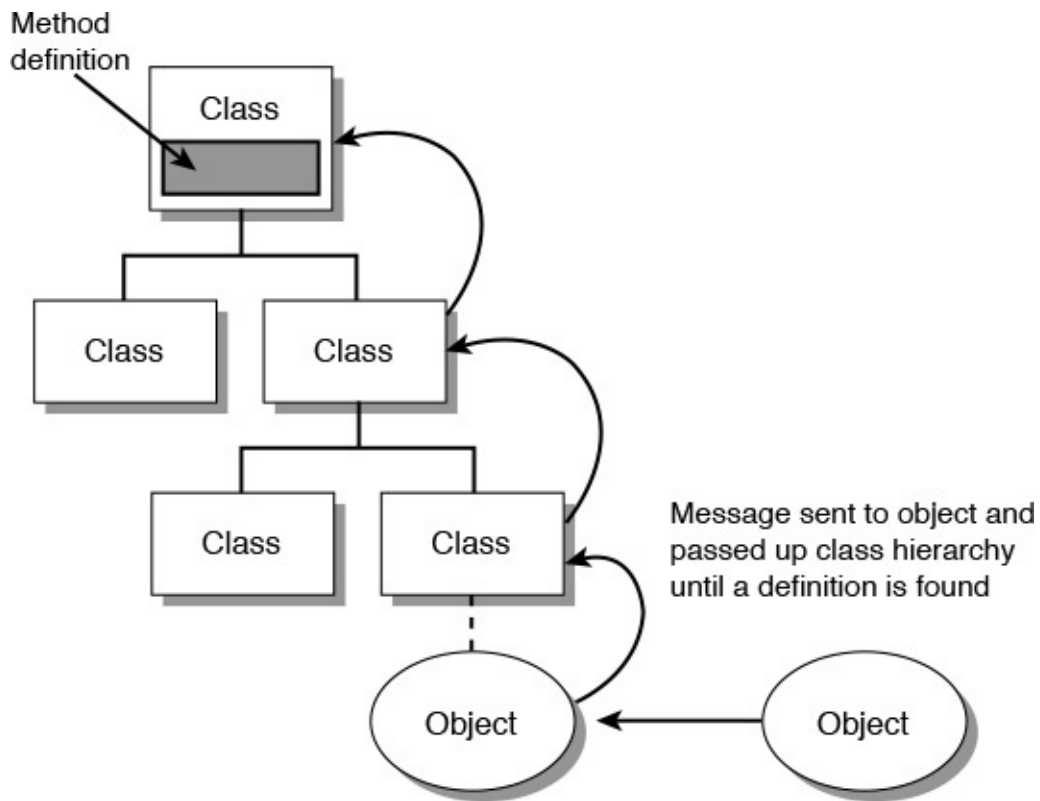 Method
definition
Class
Class
Class
Class
Class
Message sent to object and
passed up class hierarchy
until a definition is found
Object
Object